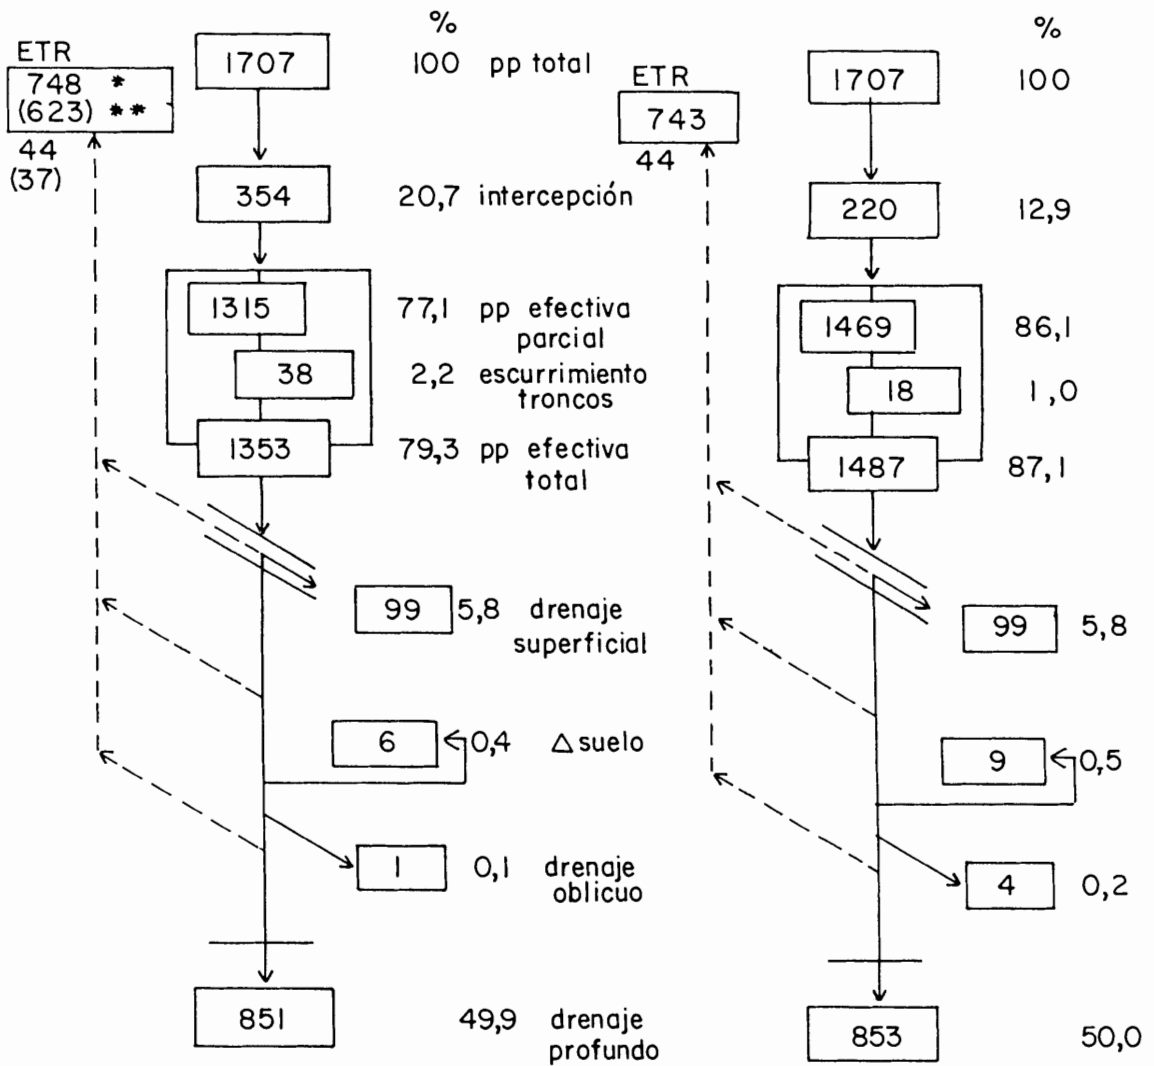 %
ETR
748 *
(623) **
44
(37)
1707
100 pp total
354
20,7 intercepción
1315
77,1 pp efectiva
parcial
38
2,2 escurrimiento
troncos
1353
79,3 pp efectiva
total
99
5,8 drenaje
superficial
6
0,4 △ suelo
1
0,1 drenaje
oblicuo
851
49,9 drenaje
profundo
%
ETR
743
44
1707
100
220
12,9
1469
86,1
18
1,0
1487
87,1
99
5,8
9
0,5
4
0,2
853
50,0